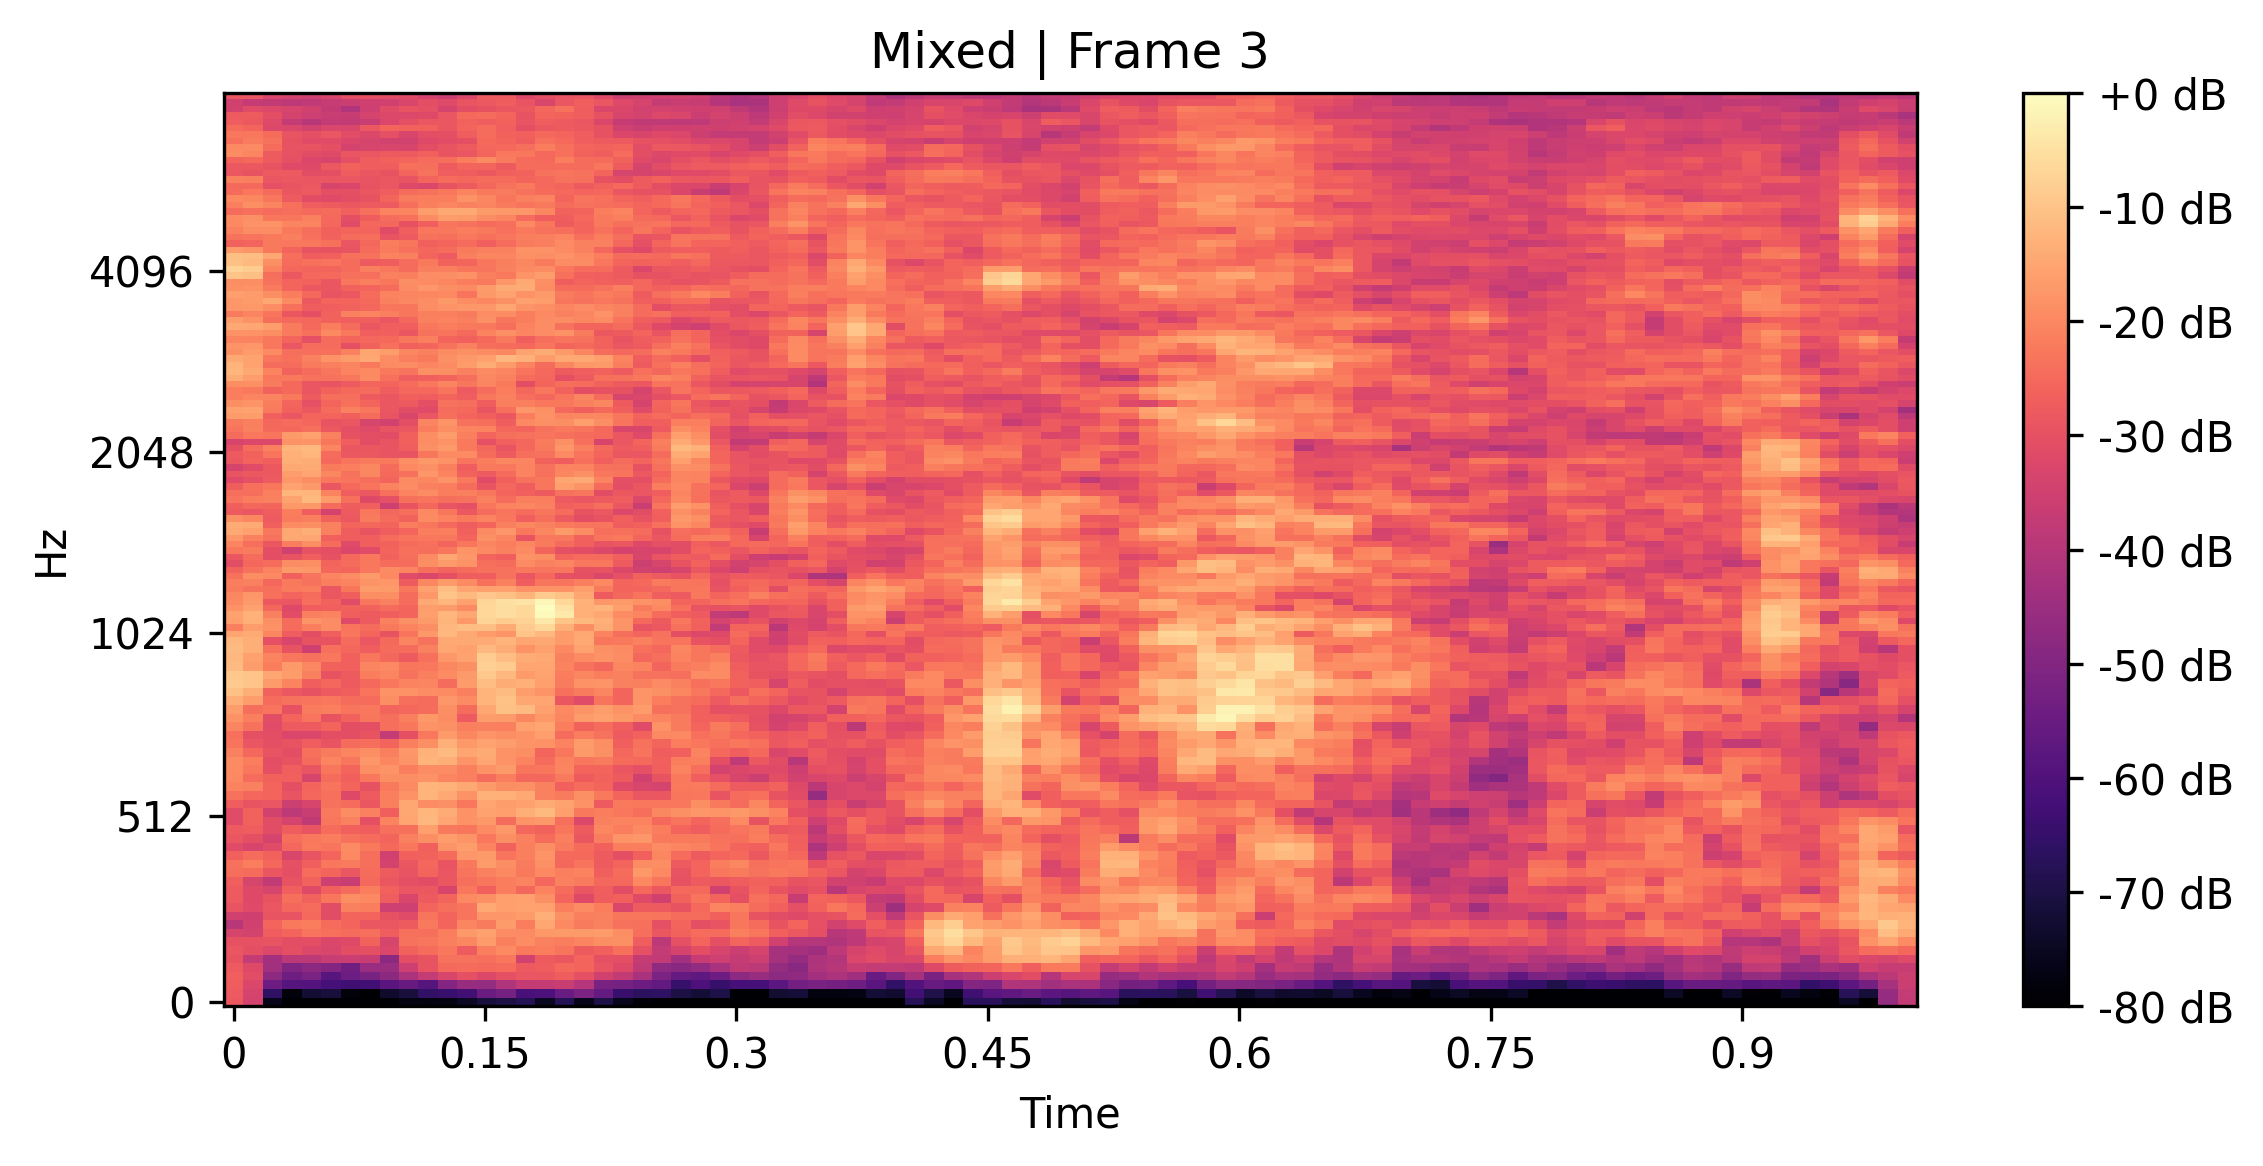 Mixed | Frame 3
+0 dB
-10 dB
-20 dB
-30 dB
-40 dB
-50 dB
-60 dB
-70 dB
-80 dB
4096
2048
1024
512
0
Hz
0 0.15 0.3 0.45 0.6 0.75 0.9
Time